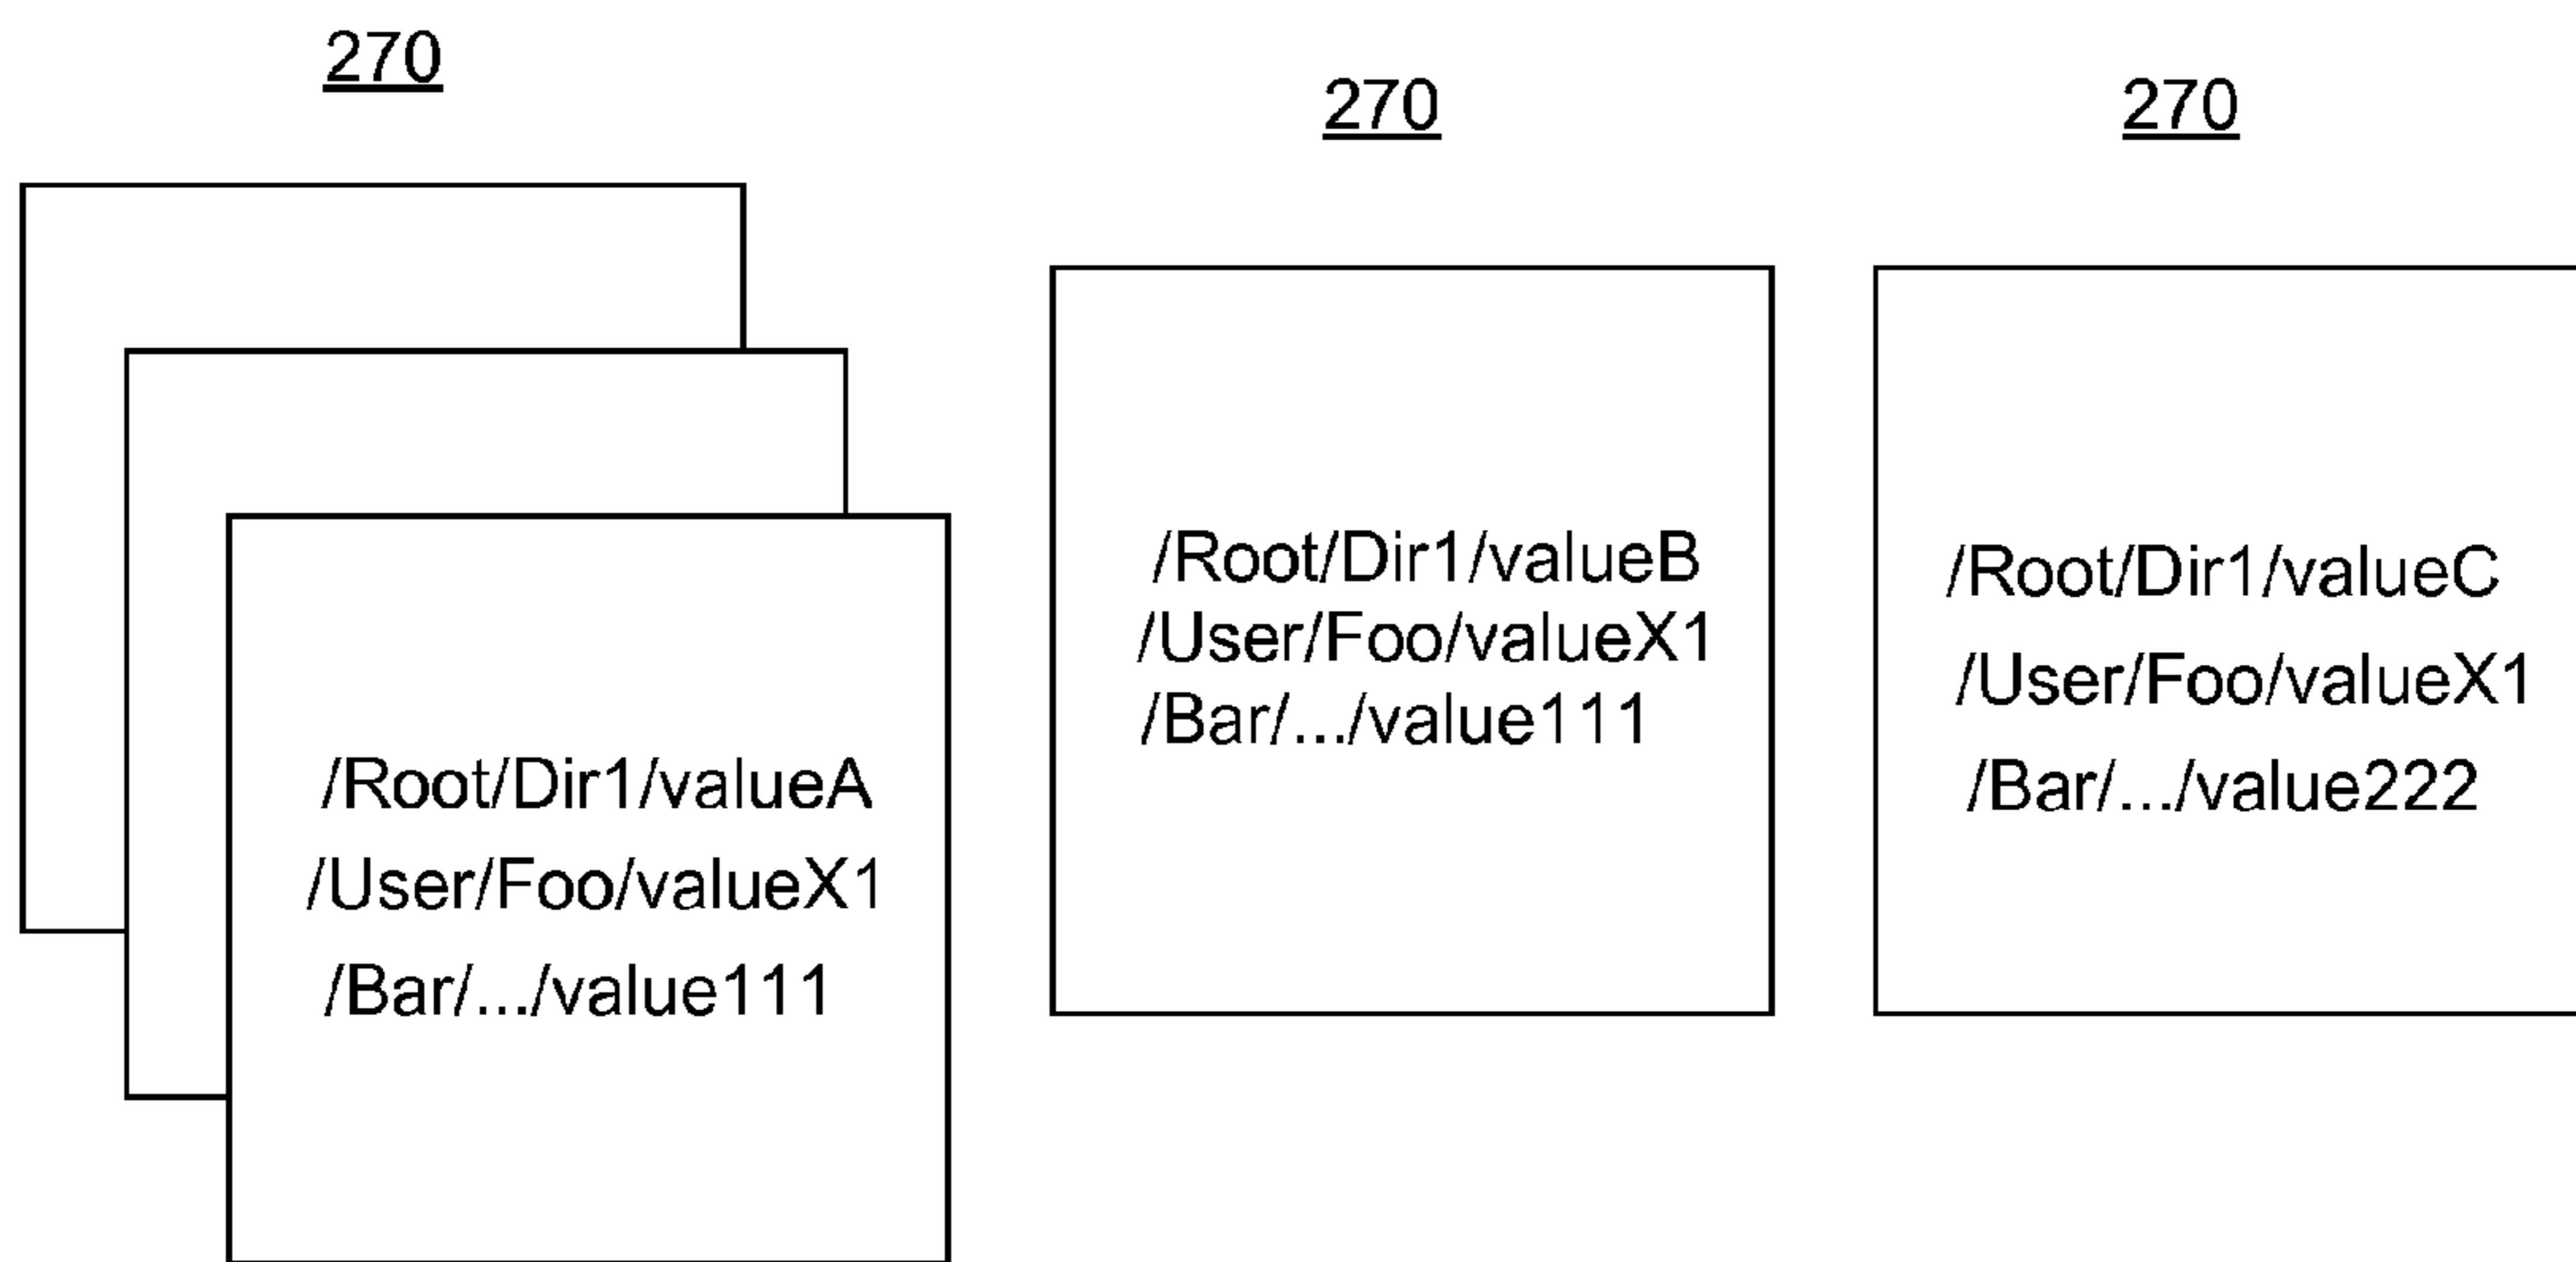 270
/Root/Dir1/valueA
/User/Foo/valueX1
/Bar/.../value111
270
/Root/Dir1/valueB
/User/Foo/valueX1
/Bar/.../value111
270
/Root/Dir1/valueC
/User/Foo/valueX1
/Bar/.../value222